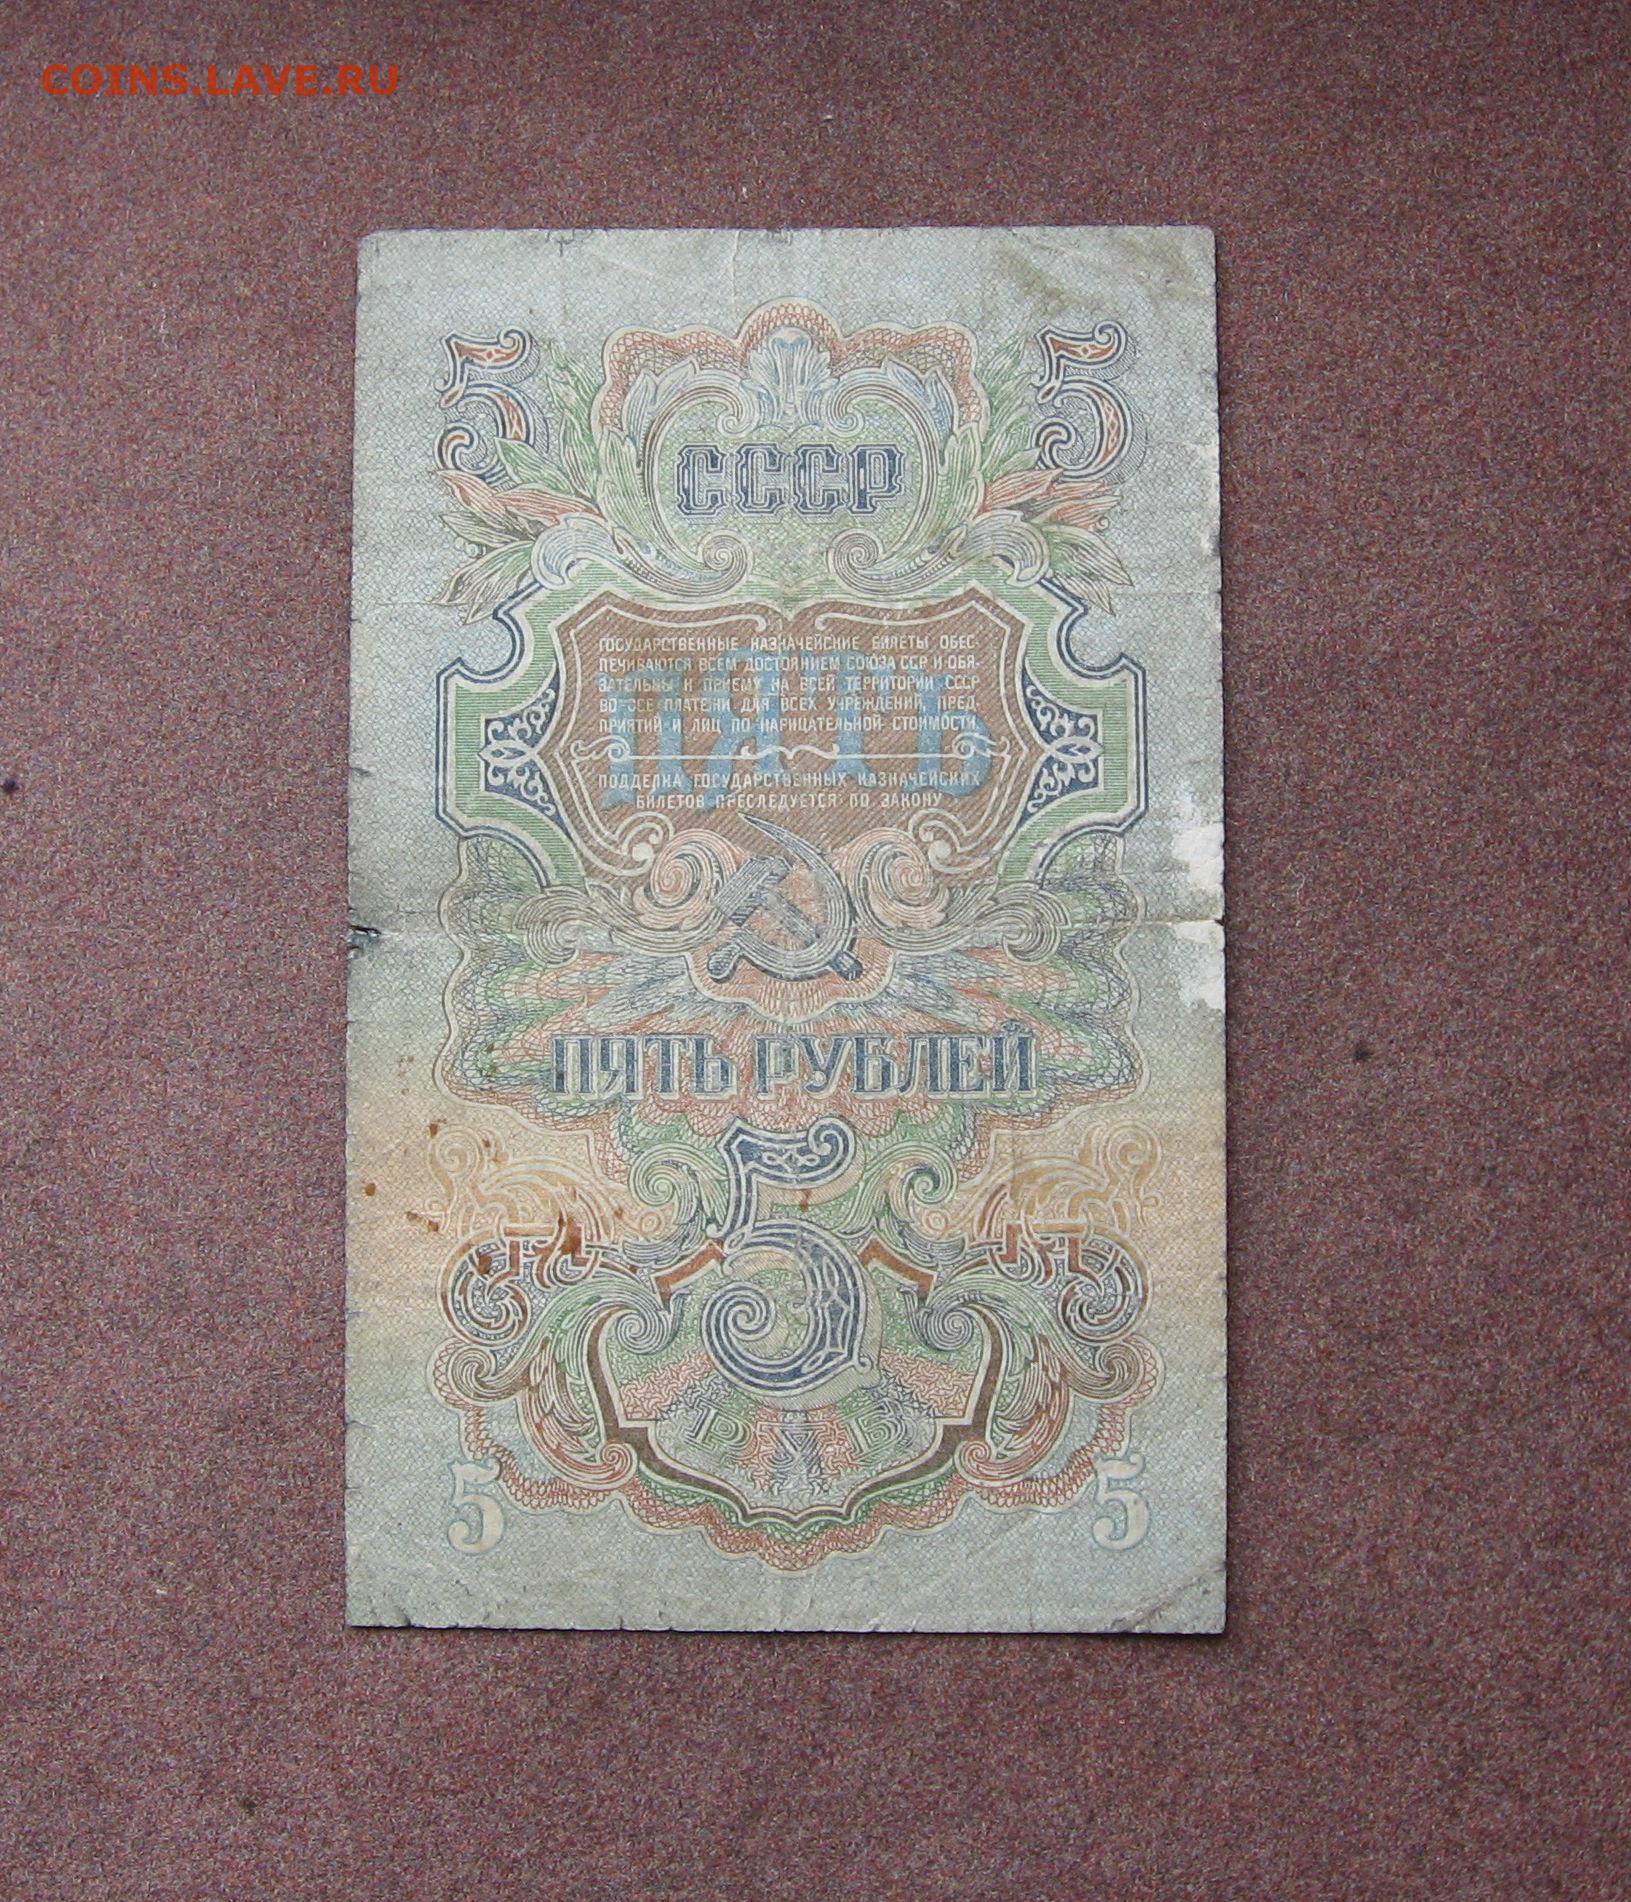 COINS.LAVE.RU
5 5
СССР
ГОСУДАРСТВЕННЫЕ КАЗНАЧЕЙСКИЕ БИЛЕТЫ ОБЕС-
ПЕЧИВАЮТСЯ ВСЕМ ДОСТОЯНИЕМ СОЮЗА ССР И ОБЯ-
ЗАТЕЛЬНЫ К ПРИЕМУ НА ВСЕЙ ТЕРРИТОРИИ СССР
ВО ВСЕ ПЛАТЕЖИ ДЛЯ ВСЕХ УЧРЕЖДЕНИЙ, ПРЕД-
ПРИЯТИЙ И ЛИЦ ПО НАРИЦАТЕЛЬНОЙ СТОИМОСТИ
ПЯТЬ
ПОДДЕЛКА ГОСУДАРСТВЕННЫХ КАЗНАЧЕЙСКИХ
БИЛЕТОВ ПРЕСЛЕДУЕТСЯ ПО ЗАКОНУ
ПЯТЬ РУБЛЕЙ
5
5 5